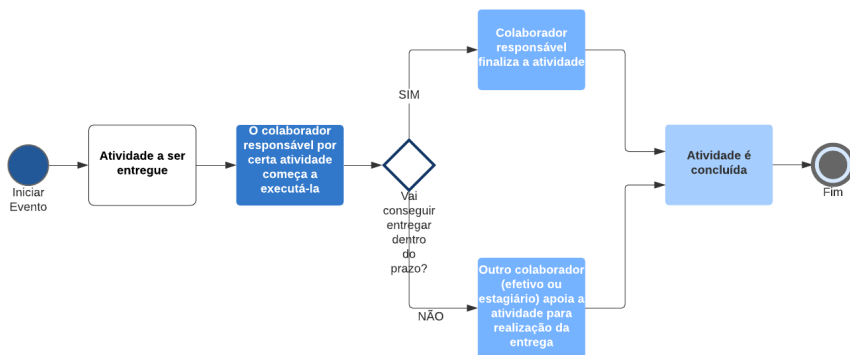 Iniciar
Evento
Atividade a ser
entregue
O colaborador
responsável por
certa atividade
começa a
executá-la
Vai
conseguir
entregar
dentro
do
prazo?
SIM
Colaborador
responsável
finaliza a atividade
NÃO
Outro colaborador
(efetivo ou
estagiário) apoia a
atividade para
realização da
entrega
Atividade é
concluída
Fim